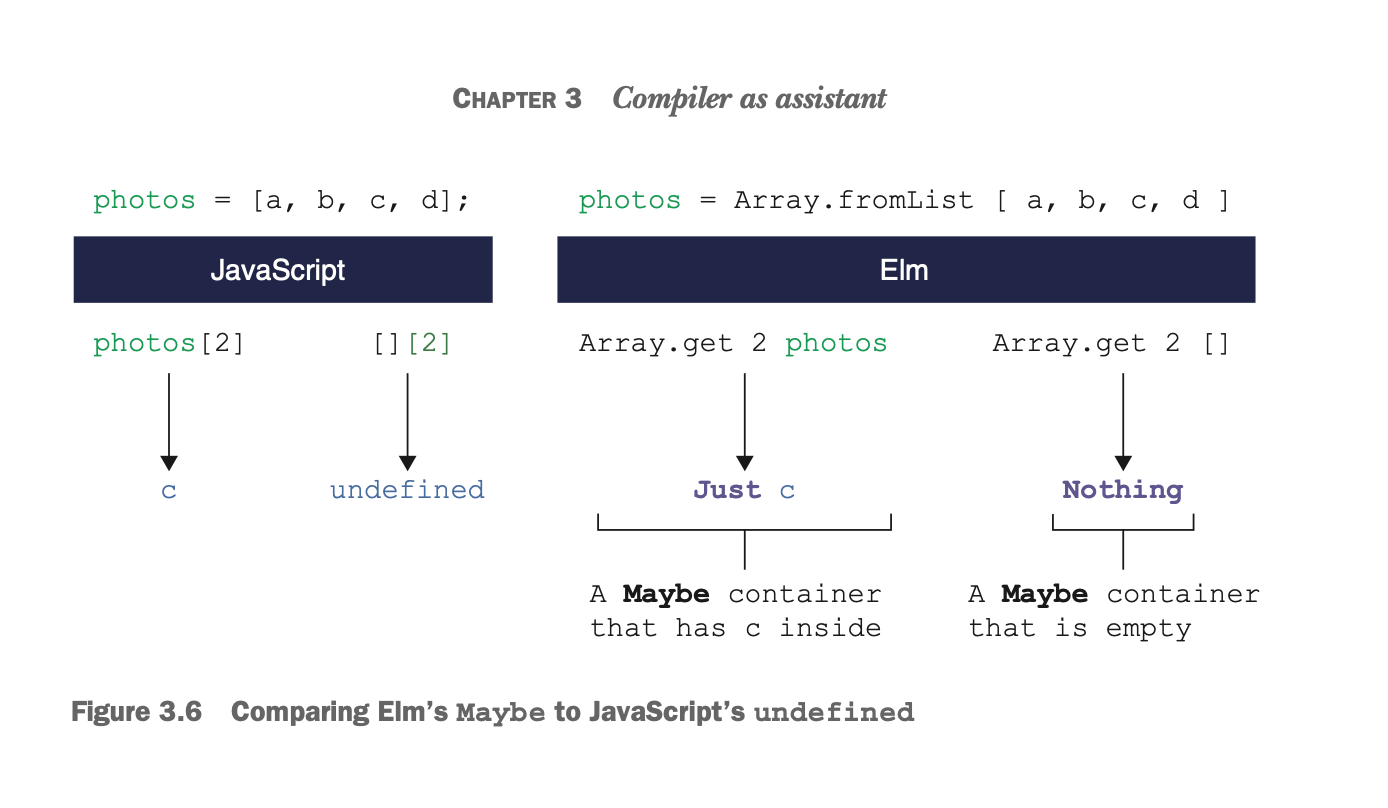 CHAPTER 3 Compiler as assistant
photos = [a, b, c, d];
JavaScript
photos[2] [][2]
c undefined
photos = Array.fromList [ a, b, c, d ]
Elm
Array.get 2 photos Array.get 2 []
Just c Nothing
A Maybe container
that has c inside
A Maybe container
that is empty
Figure 3.6 Comparing Elm’s Maybe to JavaScript’s undefined